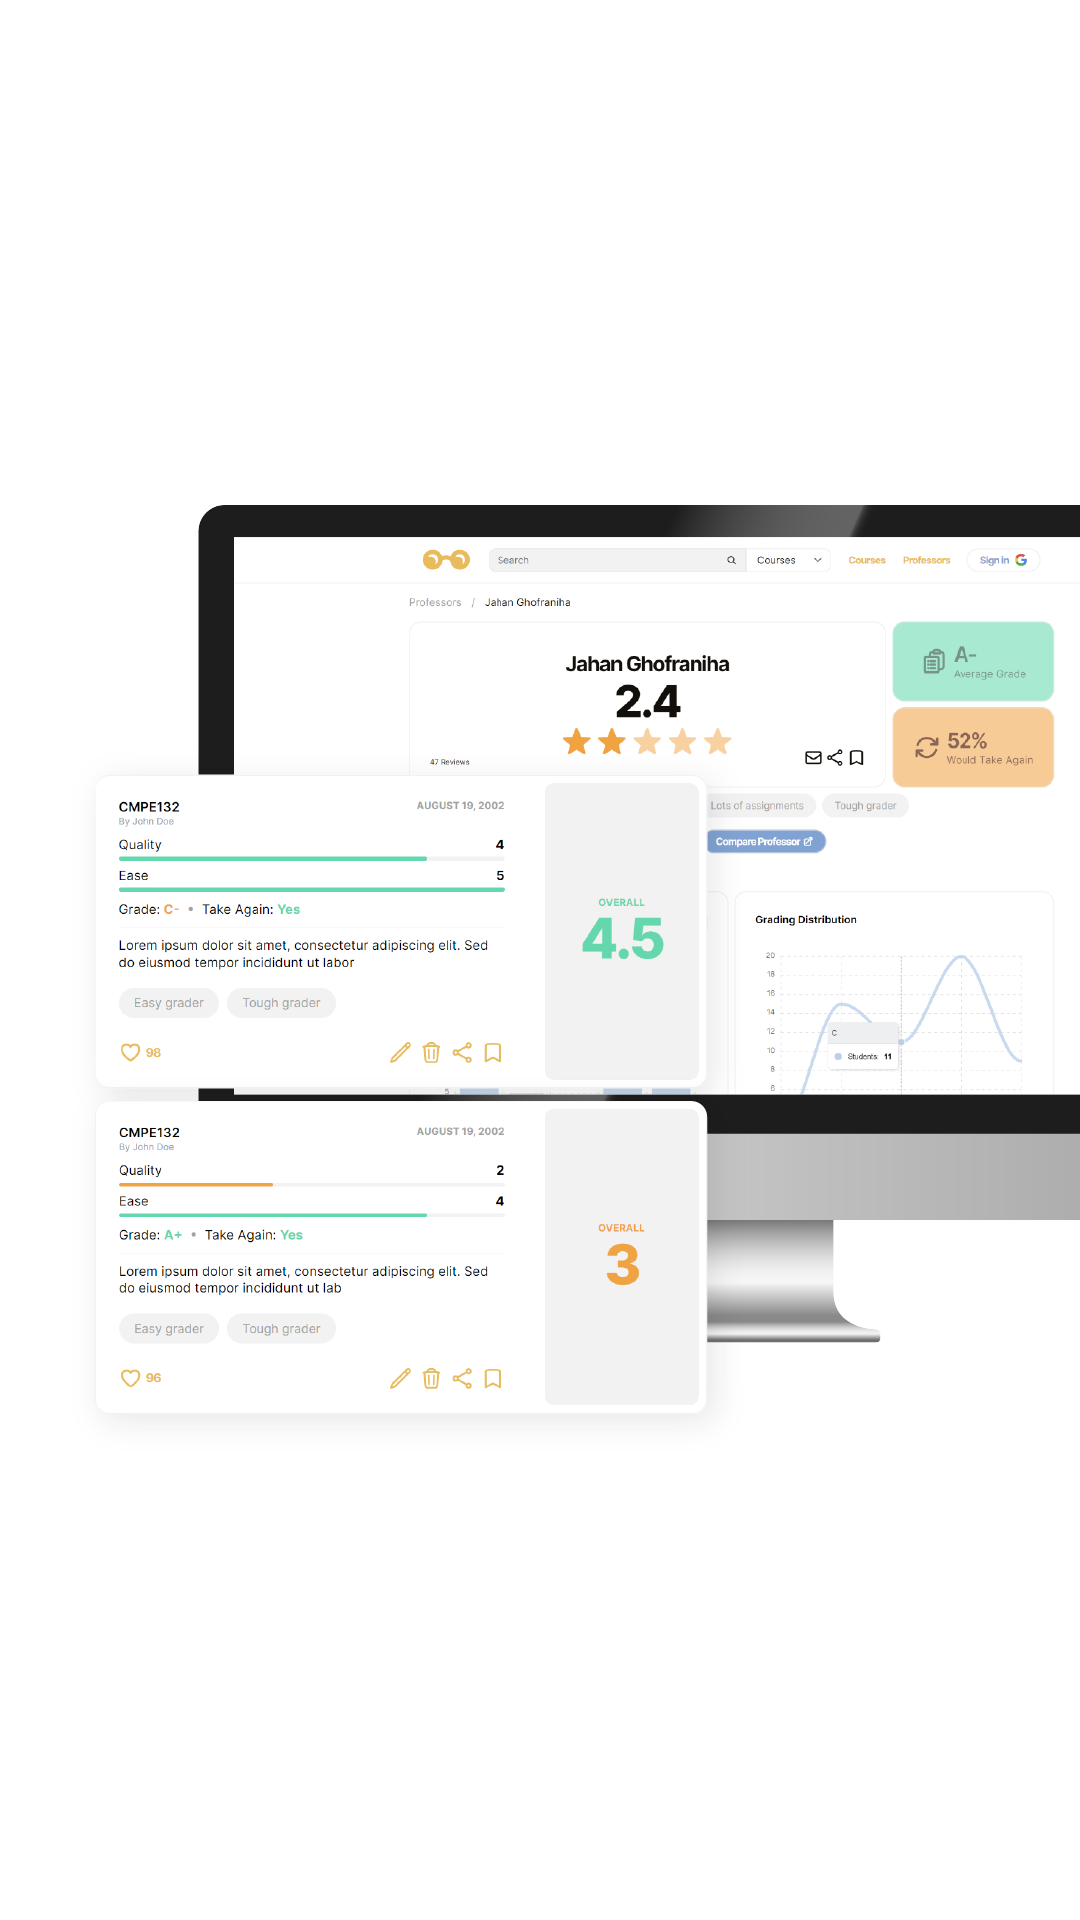 Search
Courses
Courses
Professors
Sign in
Professors / Jahan Ghofraniha
Jahan Ghofraniha
2.4
47 Reviews
A-
Average Grade
52%
Would Take Again
Lots of assignments
Tough grader
Compare Professor
Grading Distribution
20
18
16
14
12
10
8
6
C
Students: 11
5
CMPE132
AUGUST 19, 2002
By John Doe
Quality 4
Ease 5
Grade: C- • Take Again: Yes
Lorem ipsum dolor sit amet, consectetur adipiscing elit. Sed
do eiusmod tempor incididunt ut labor
Easy grader
Tough grader
98
OVERALL
4.5
CMPE132
AUGUST 19, 2002
By John Doe
Quality 2
Ease 4
Grade: A+ • Take Again: Yes
Lorem ipsum dolor sit amet, consectetur adipiscing elit. Sed
do eiusmod tempor incididunt ut lab
Easy grader
Tough grader
96
OVERALL
3